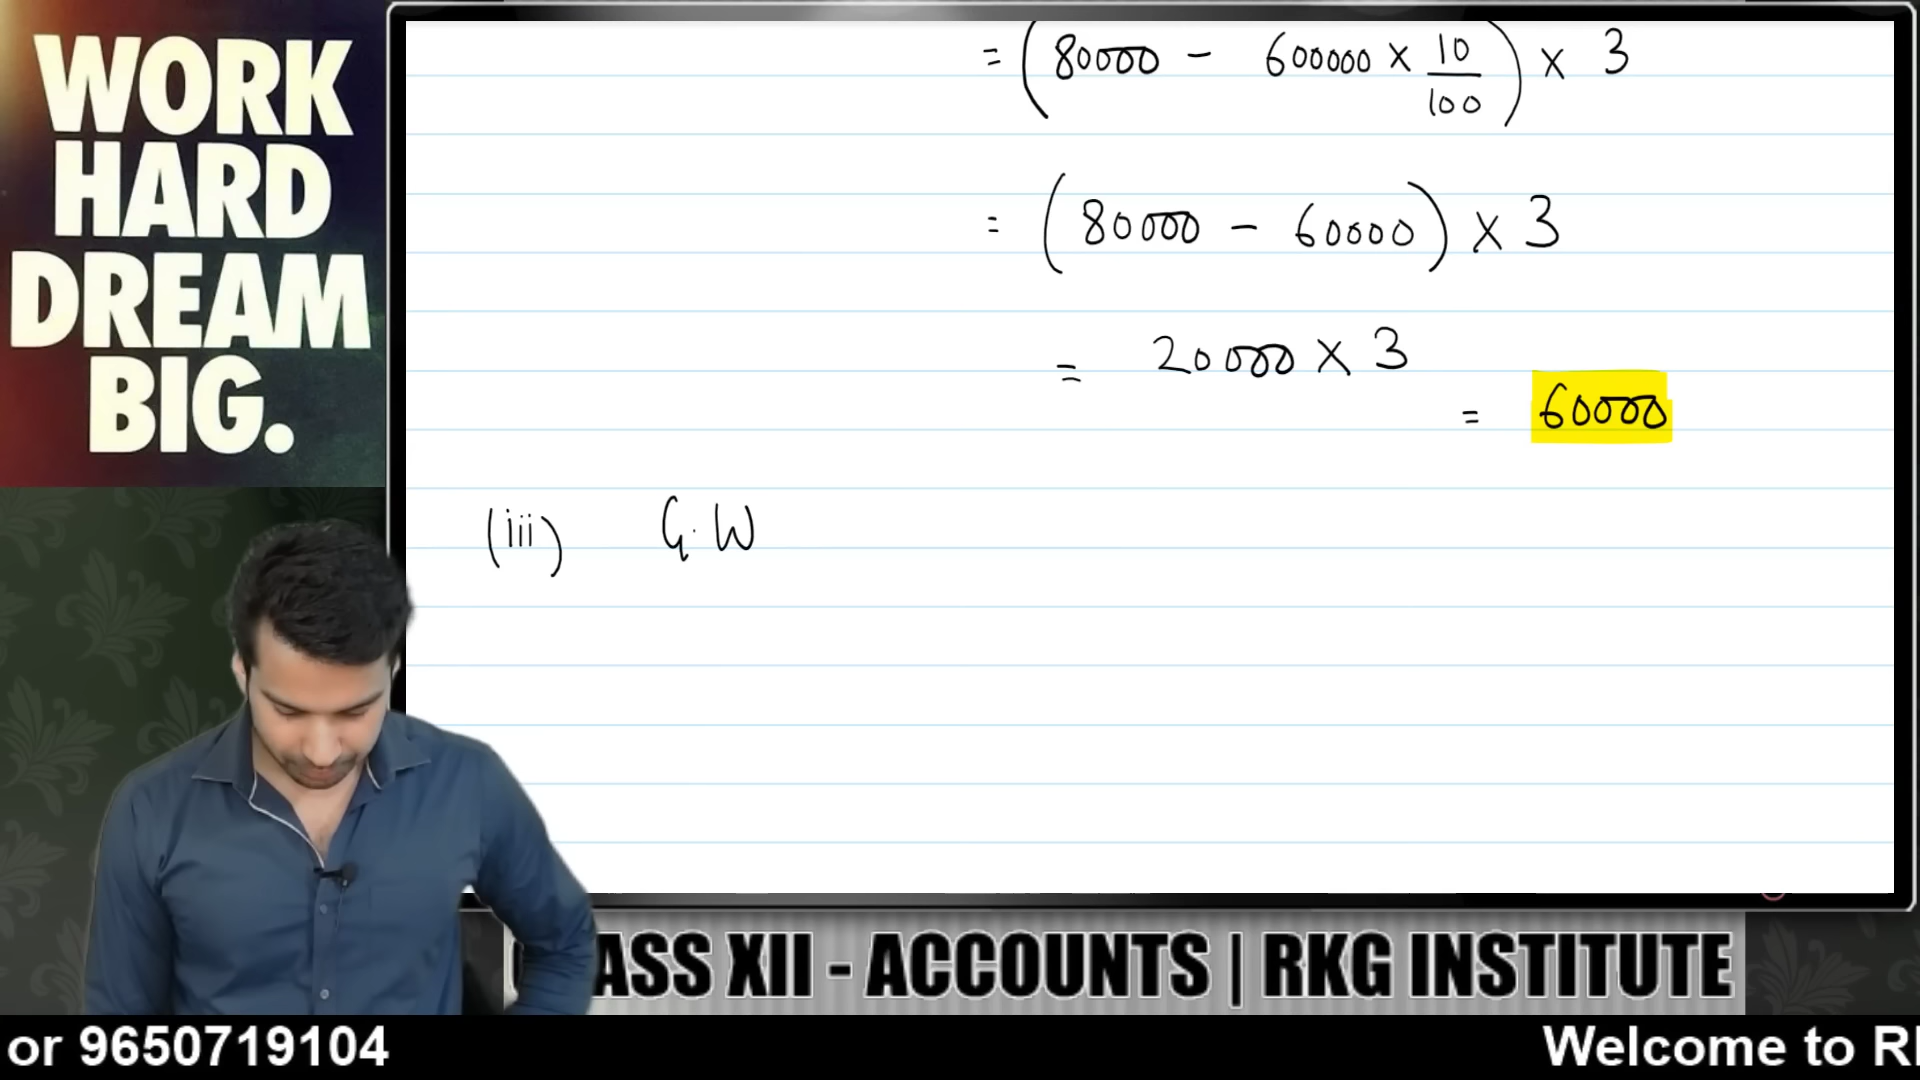 WORK
HARD
DREAM
BIG.
= (80000 - 600000 × 10/100) × 3
= (80000 - 60000) × 3
= 20000 × 3
= 60000
(iii) G.W
ASS XII - ACCOUNTS | RKG INSTITUTE
or 9650719104
Welcome to R